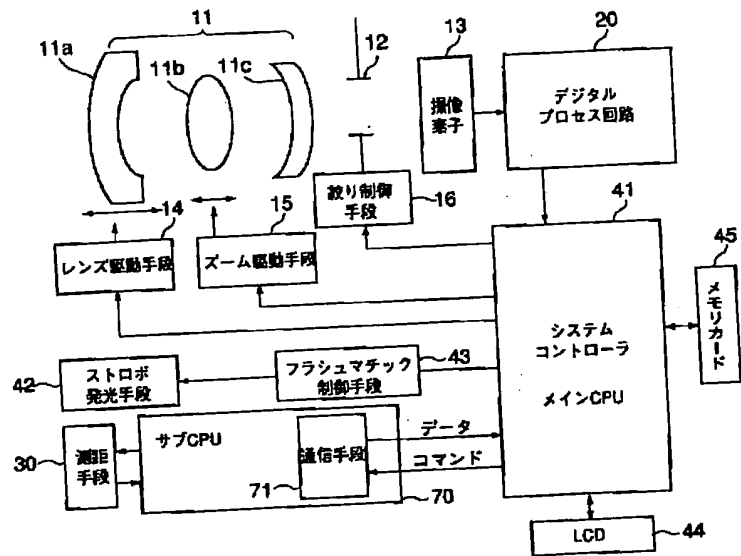 11
11a
11b
11c
12
13
20
撮像
素子
デジタル
プロセス回路
絞り制御
手段
16
41
14
15
レンズ駆動手段
ズーム駆動手段
45
メモリカード
システム
コントローラ
メインCPU
43
42
ストロボ
発光手段
フラッシュマチック
制御手段
30
測距
手段
サブCPU
通信手段
71
データ
コマンド
70
LCD
44